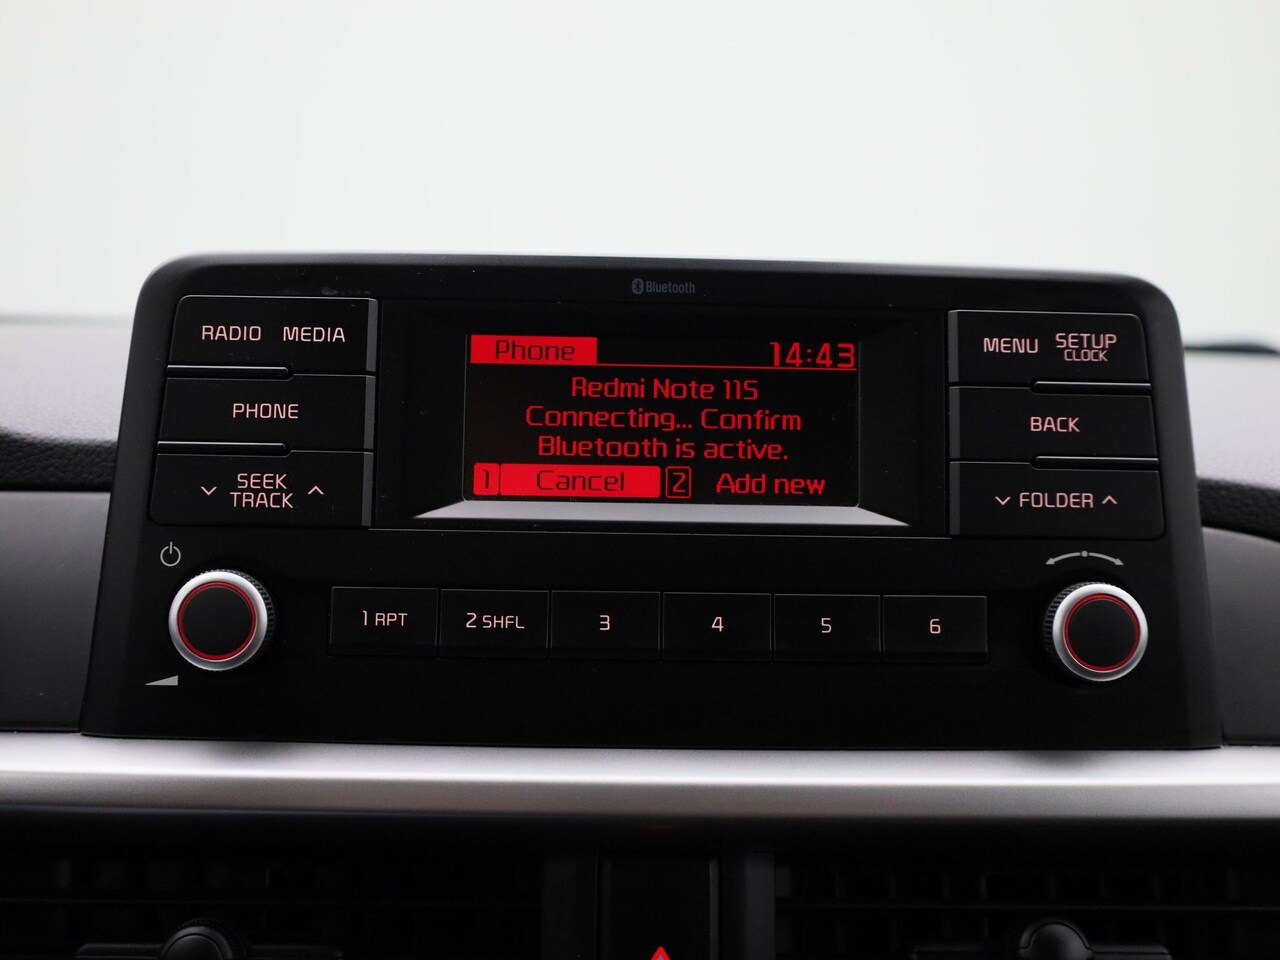 Bluetooth
RADIO MEDIA
PHONE
SEEK
TRACK
Phone 14:43
Redmi Note 11S
Connecting... Confirm
Bluetooth is active.
1 Cancel 2 Add new
MENU SETUP
CLOCK
BACK
FOLDER
1 RPT 2 SHFL 3 4 5 6